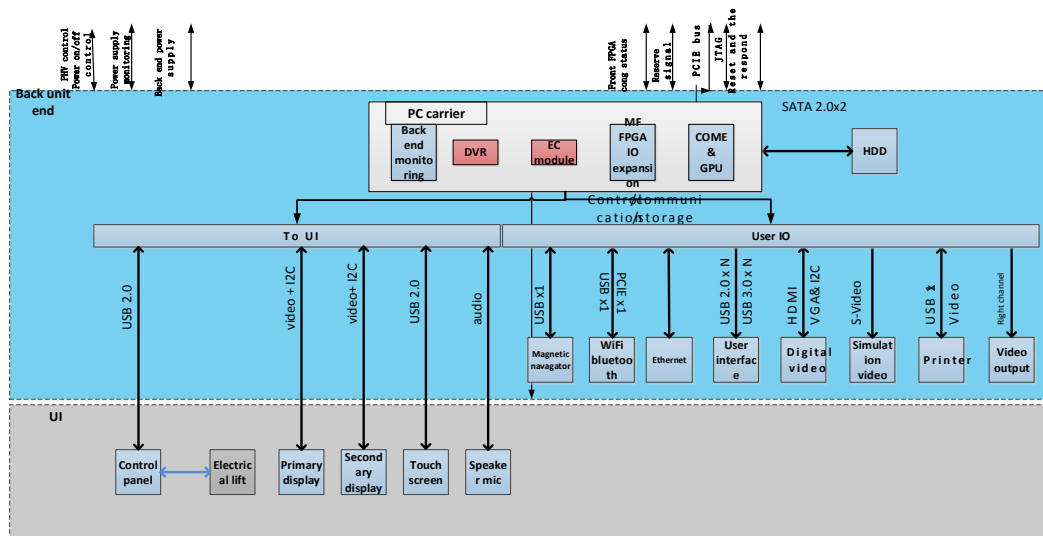 PHV control
Power on/off
control
Power supply
monitoring
Back end power
supply
Front FPGA
cong status
Reserve
signal
PCIE bus
JTAG
Reset and the
respond
Back unit
end
SATA 2.0x2
PC carrier
Back
end
monit
oring
DVR
EC
module
MF
FPGA
IO
expan
sion
COME
&
GPU
HDD
Control/communi
cation/storage
To UI
User IO
USB 2.0
video + I2C
video+ I2C
USB 2.0
audio
USB x1
USB x1
PCIE x1
USB 2.0 x N
USB 3.0 x N
HDMI
VGA& I2C
S-Video
USB x1
Video
Right channel
Magnetic
navagator
WiFi
bluetoo
th
Ethernet
User
interfac
e
Digital
video
Simulat
ion
video
Printer
Video
output
UI
Control
panel
Electric
al lift
Primary
display
Second
ary
display
Touch
screen
Speake
r mic